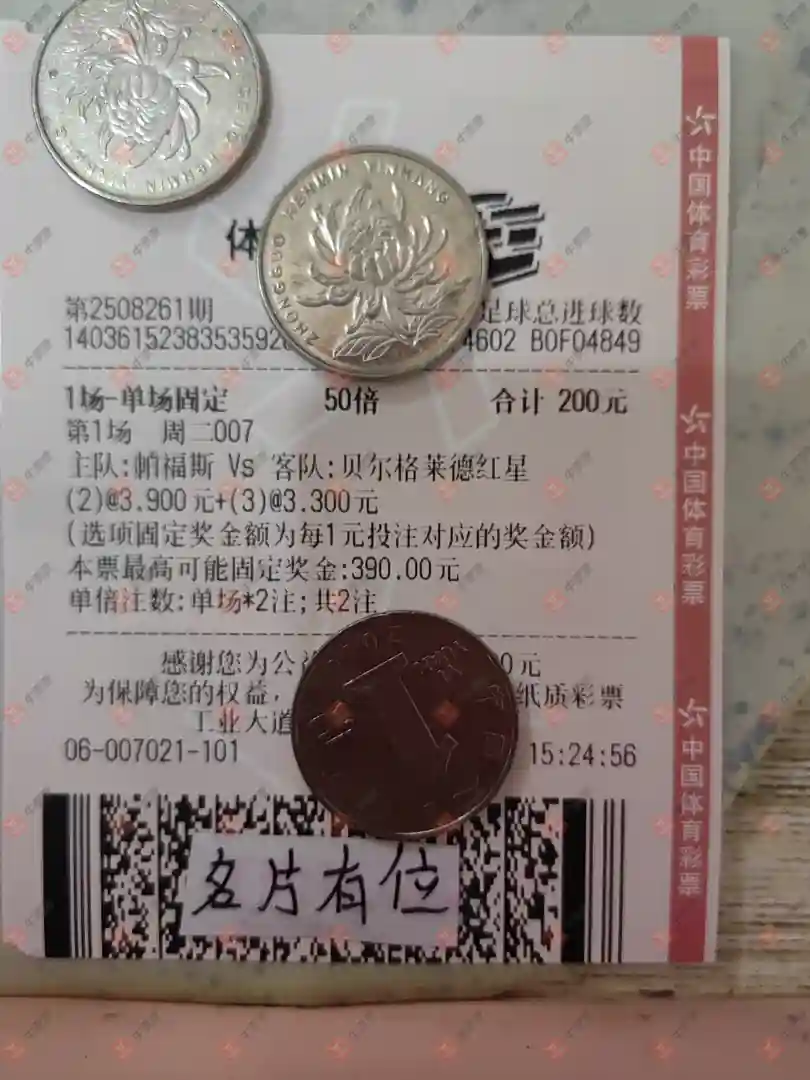 体
第2508261期 足球总进球数
14036152383535920 4602 B0F04849
1场-单场固定 50倍 合计 200元
第1场 周二007
主队:帕福斯 Vs 客队:贝尔格莱德红星
(2)@3.900元+(3)@3.300元
(选项固定奖金额为每1元投注对应的奖金额)
本票最高可能固定奖金:390.00元
单倍注数:单场*2注;共2注
感谢您为公益 0元
为保障您的权益, 纸质彩票
工业大道
06-007021-101 15:24:56
名片有位
中国体育彩票
中国体育彩票
中国体育彩票
ZHONGGUO RENMIN YINHANG